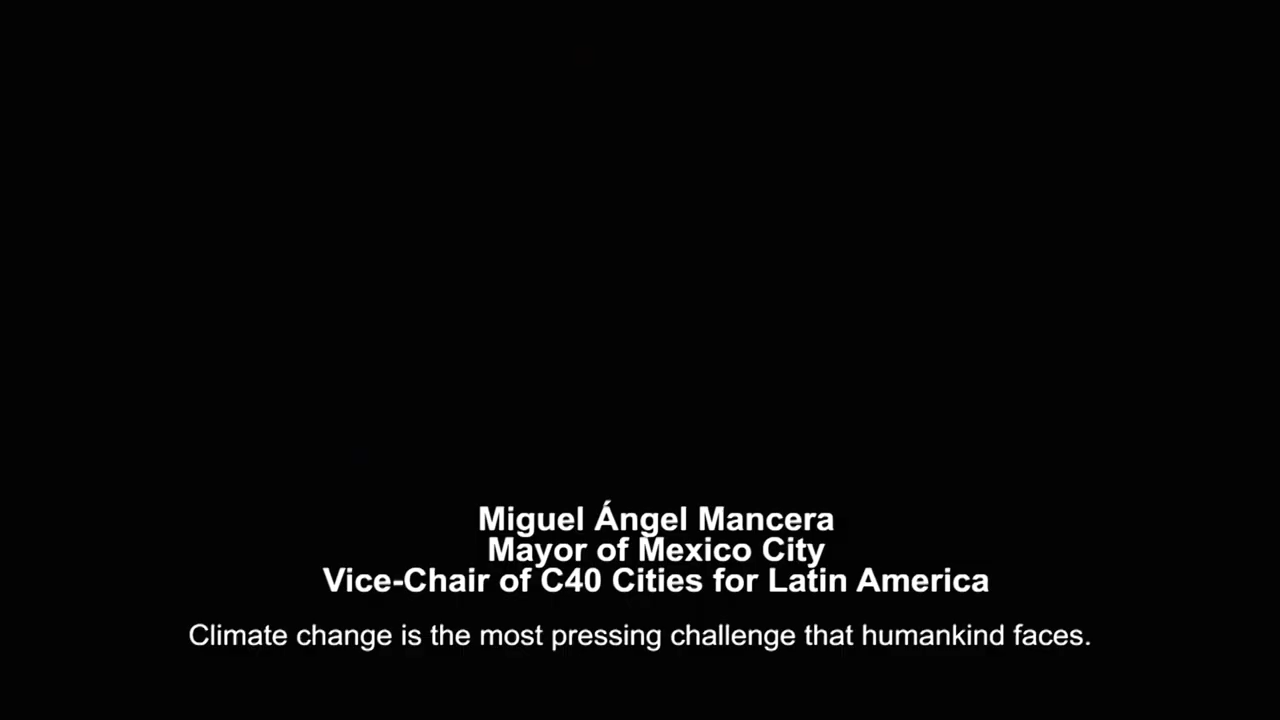 Miguel Ángel Mancera
Mayor of Mexico City
Vice-Chair of C40 Cities for Latin America
Climate change is the most pressing challenge that humankind faces.